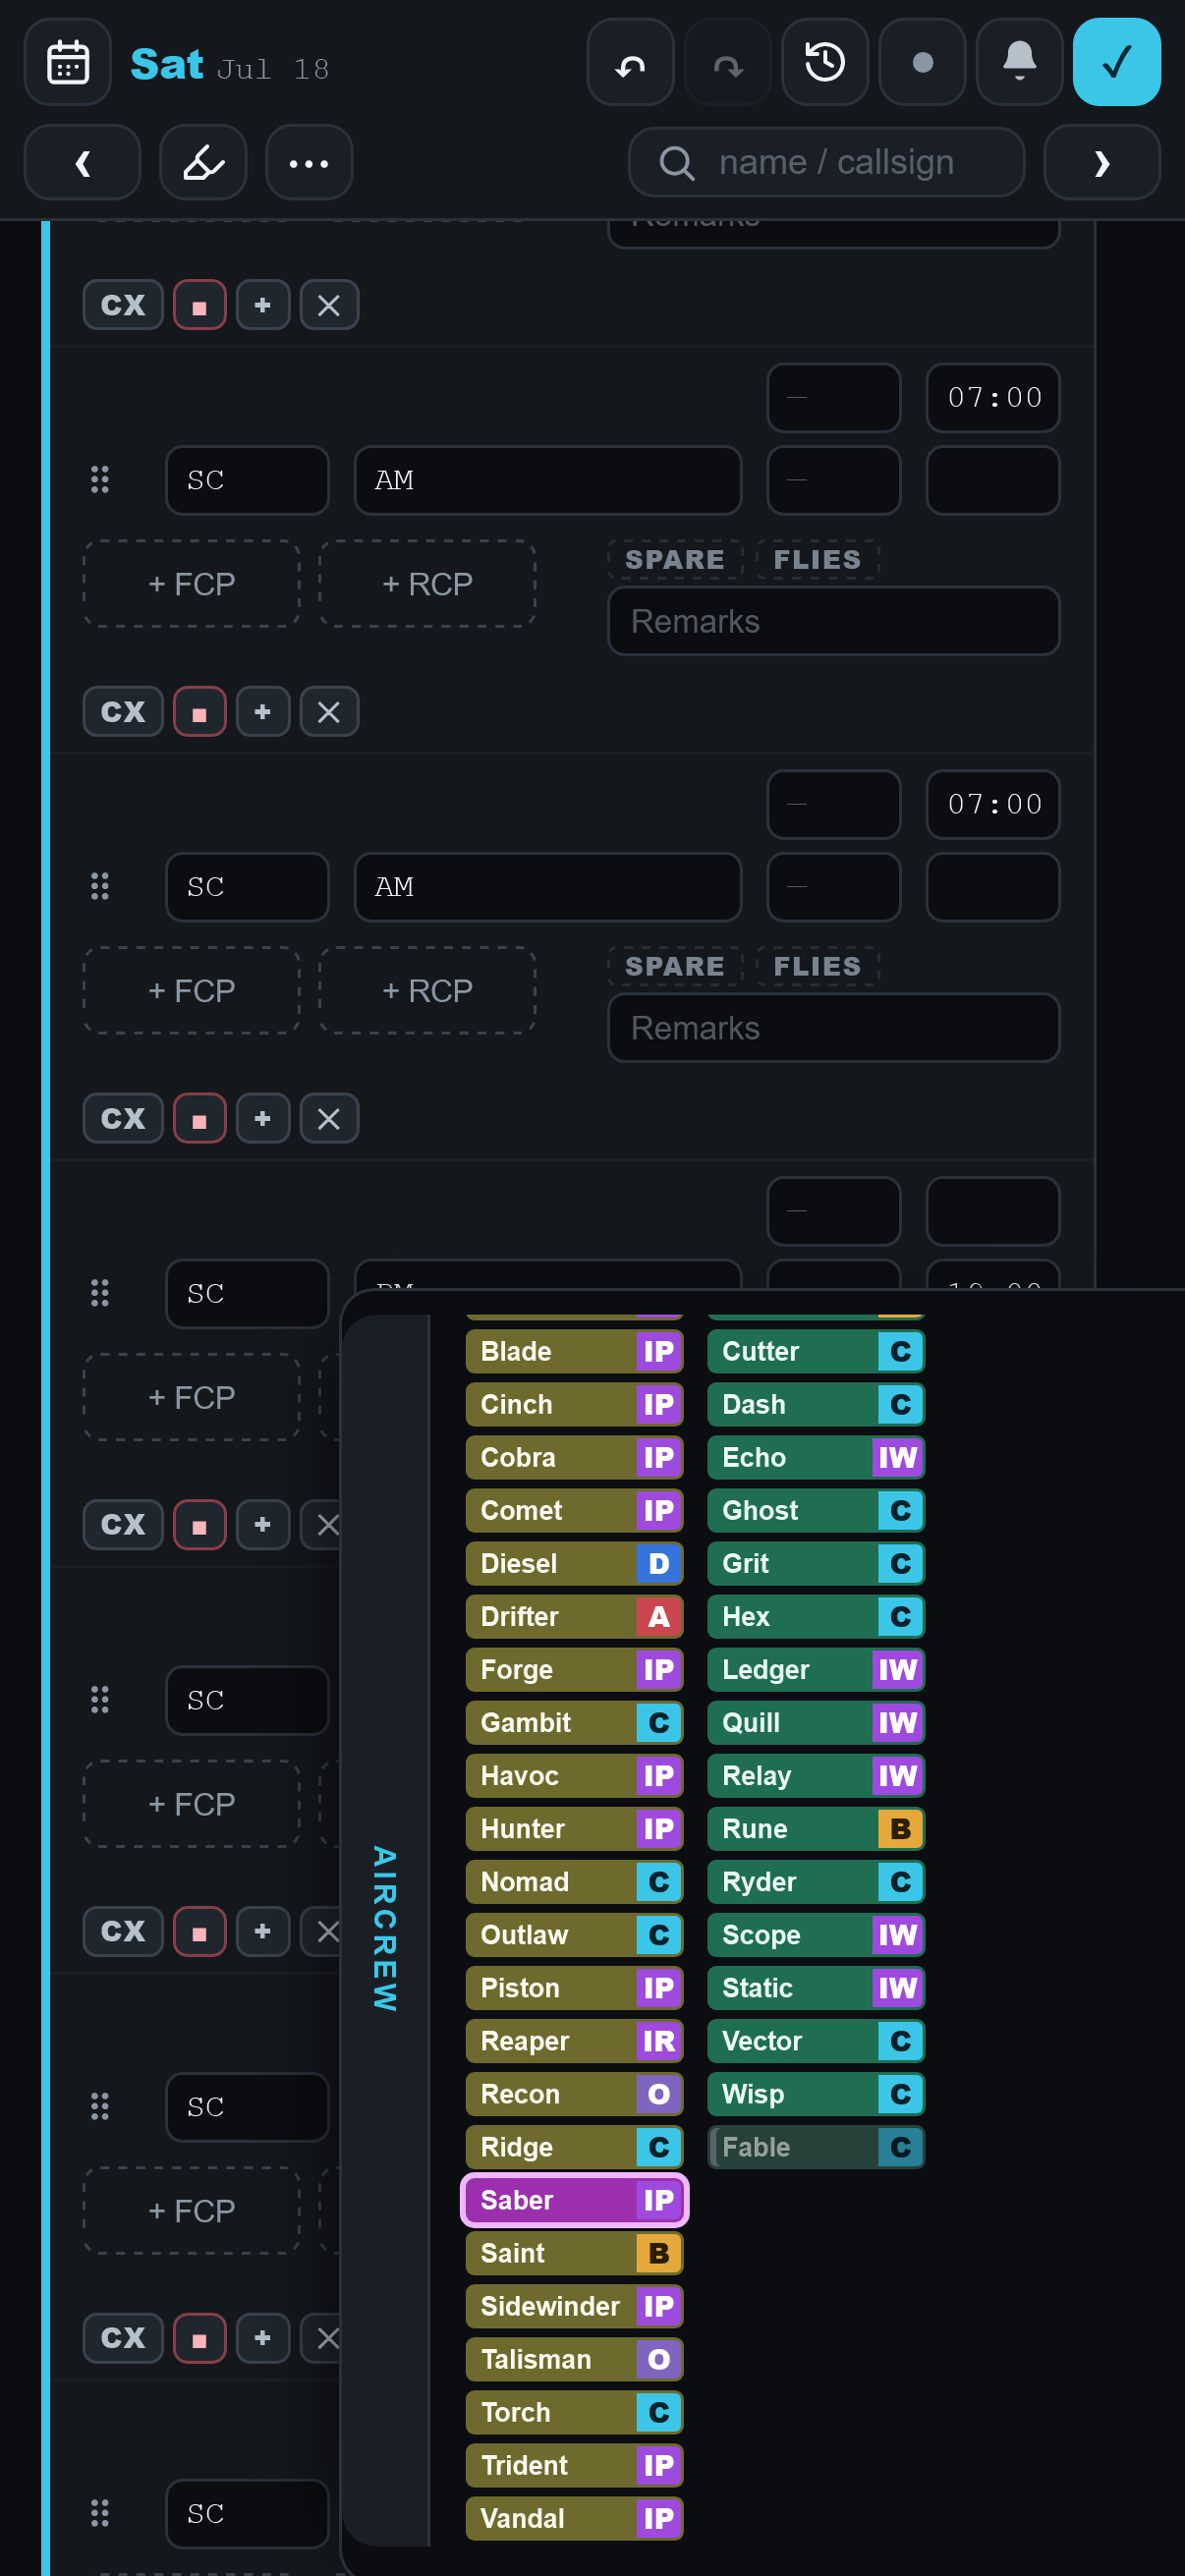 Sat Jul 18
name / callsign
Remarks
CX
07:00
SC AM
+ FCP + RCP SPARE FLIES
Remarks
CX
07:00
SC AM
+ FCP + RCP SPARE FLIES
Remarks
CX
SC
+ FCP
CX
SC
+ FCP
CX
SC
+ FCP
CX
SC
AIRCREW
Blade IP
Cinch IP
Cobra IP
Comet IP
Diesel D
Drifter A
Forge IP
Gambit C
Havoc IP
Hunter IP
Nomad C
Outlaw C
Piston IP
Reaper IR
Recon O
Ridge C
Saber IP
Saint B
Sidewinder IP
Talisman O
Torch C
Trident IP
Vandal IP
Cutter C
Dash C
Echo IW
Ghost C
Grit C
Hex C
Ledger IW
Quill IW
Relay IW
Rune B
Ryder C
Scope IW
Static IW
Vector C
Wisp C
Fable C